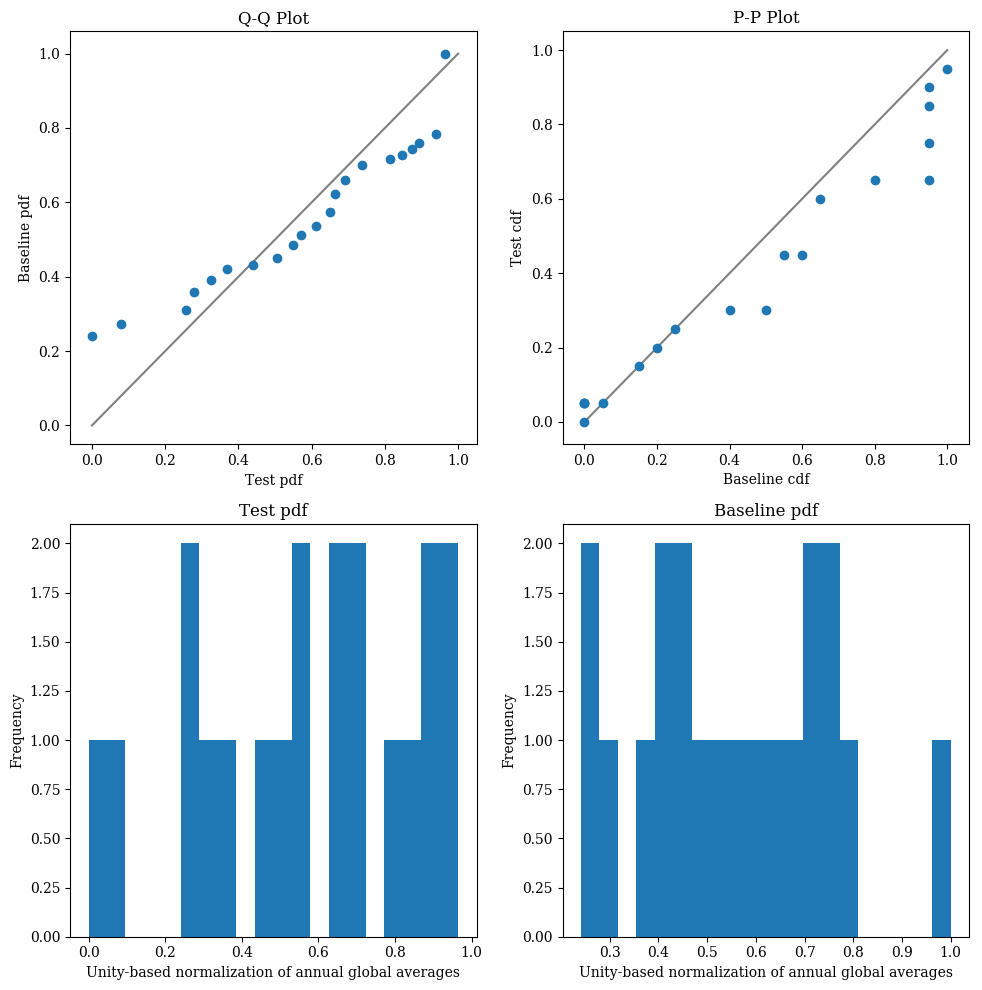 Q-Q Plot
Baseline pdf
1.0
0.8
0.6
0.4
0.2
0.0
0.0 0.2 0.4 0.6 0.8 1.0
Test pdf
P-P Plot
Test cdf
1.0
0.8
0.6
0.4
0.2
0.0
0.0 0.2 0.4 0.6 0.8 1.0
Baseline cdf
Test pdf
Frequency
2.00
1.75
1.50
1.25
1.00
0.75
0.50
0.25
0.00
0.0 0.2 0.4 0.6 0.8 1.0
Unity-based normalization of annual global averages
Baseline pdf
Frequency
2.00
1.75
1.50
1.25
1.00
0.75
0.50
0.25
0.00
0.3 0.4 0.5 0.6 0.7 0.8 0.9 1.0
Unity-based normalization of annual global averages